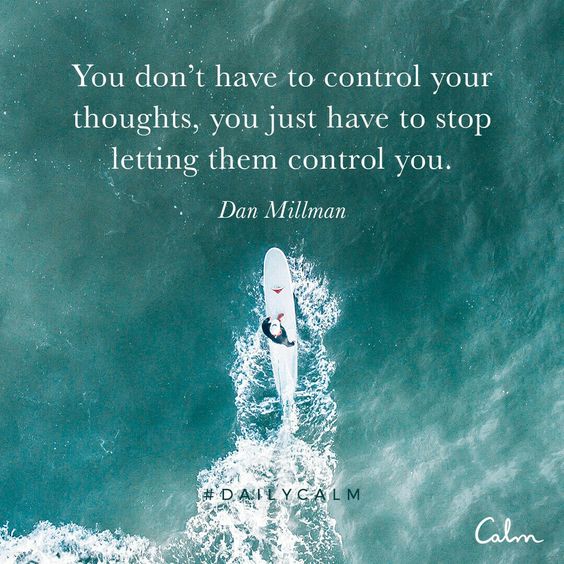 You don’t have to control your
thoughts, you just have to stop
letting them control you.
Dan Millman
#DAILYCALM
Calm